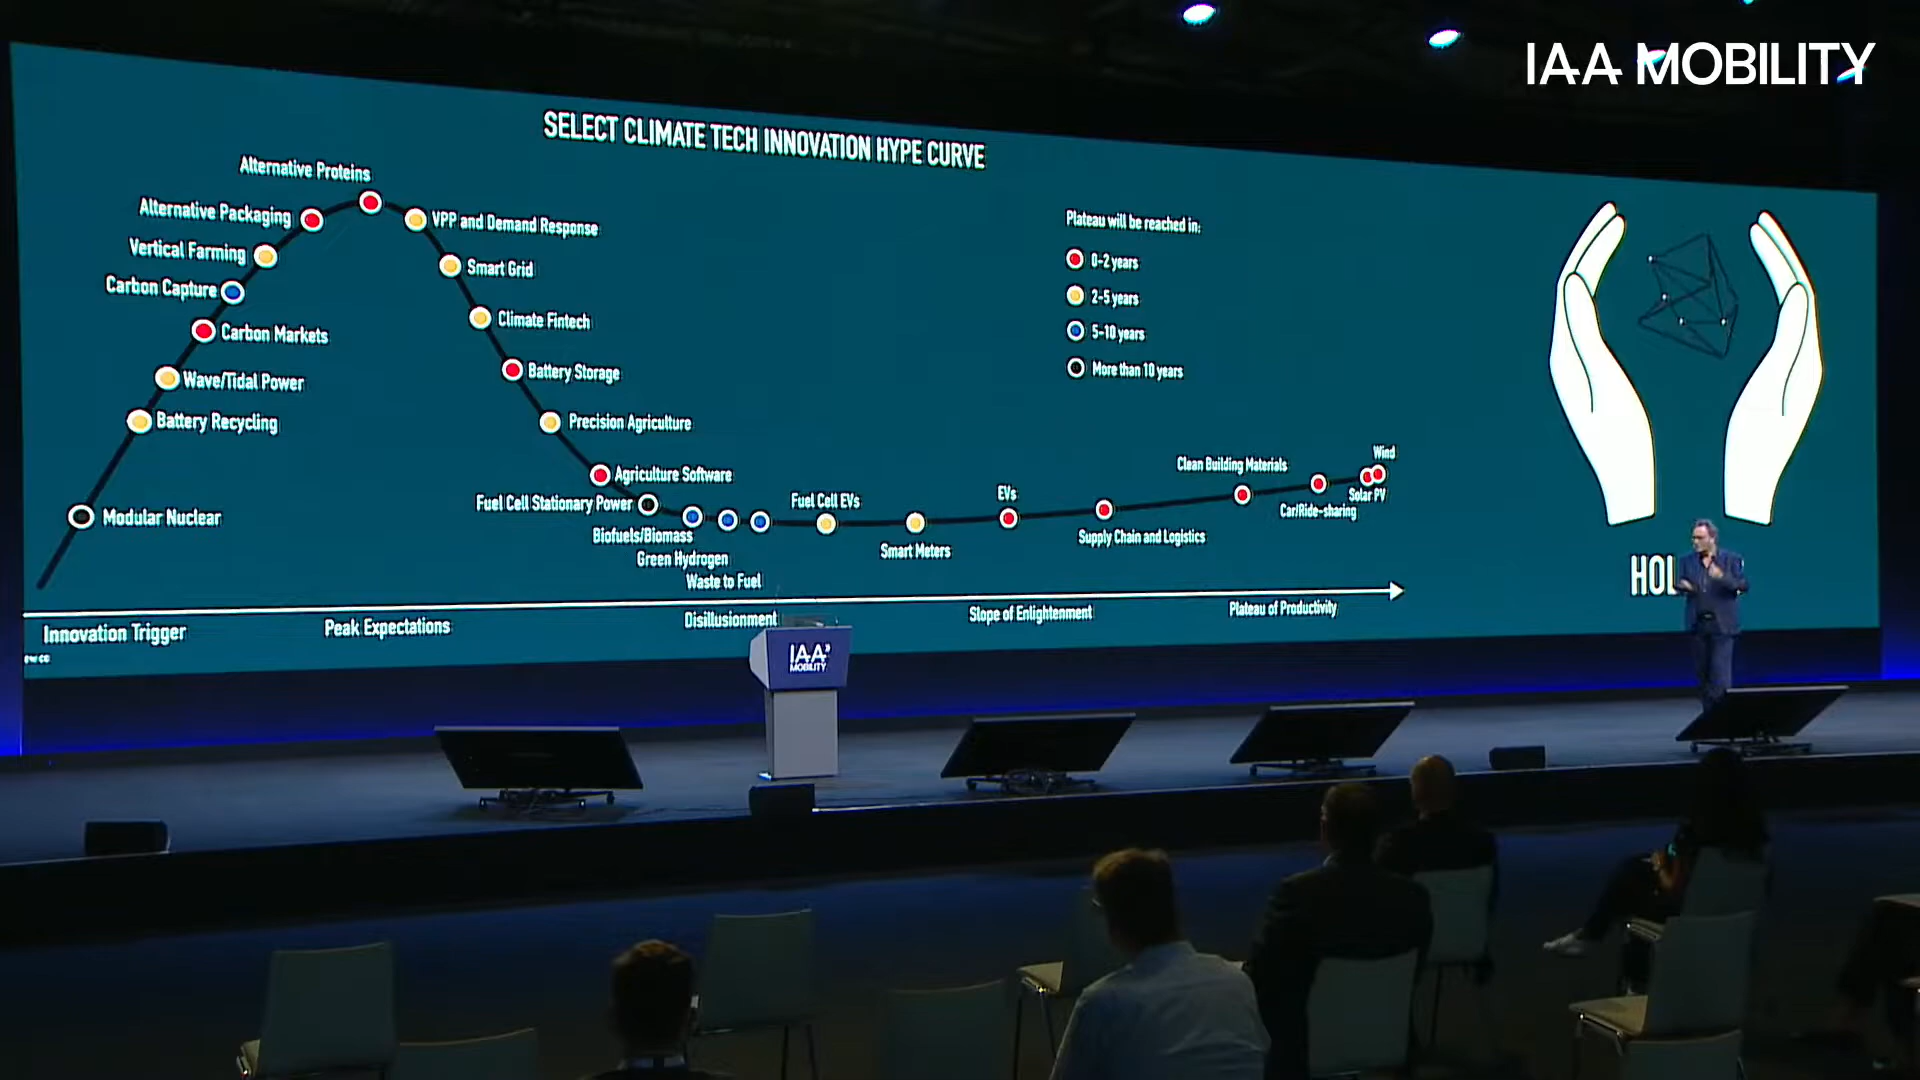 IAA MOBILITY
SELECT CLIMATE TECH INNOVATION HYPE CURVE
Alternative Proteins
Alternative Packaging
VPP and Demand Response
Vertical Farming
Smart Grid
Carbon Capture
Climate Fintech
Carbon Markets
Battery Storage
Wave/Tidal Power
Battery Recycling
Precision Agriculture
Agriculture Software
Modular Nuclear
Fuel Cell Stationary Power
Biofuels/Biomass
Green Hydrogen
Waste to Fuel
Fuel Cell EVs
Smart Meters
EVs
Supply Chain and Logistics
Clean Building Materials
Car/Ride-sharing
Solar PV
Wind
Plateau will be reached in:
0-2 years
2-5 years
5-10 years
More than 10 years
Innovation Trigger
Peak Expectations
Disillusionment
Slope of Enlightenment
Plateau of Productivity
IAA
MOBILITY